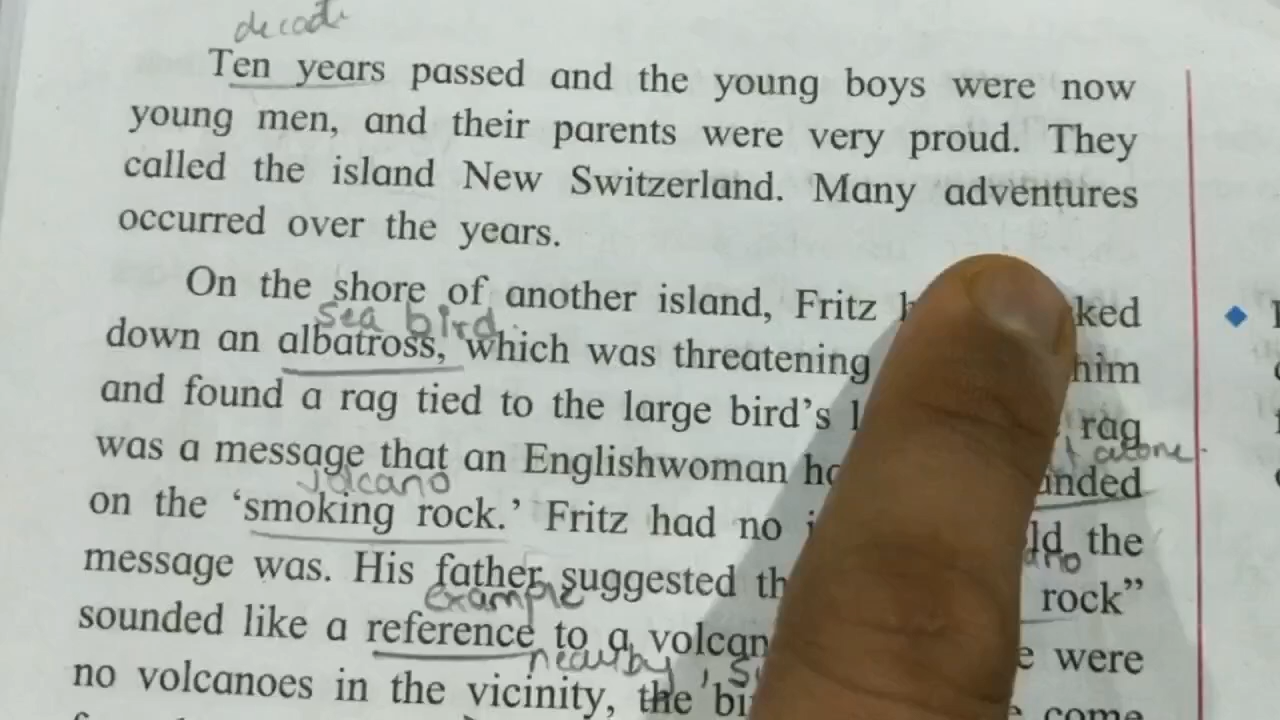 decade
Ten years passed and the young boys were now
young men, and their parents were very proud. They
called the island New Switzerland. Many adventures
occurred over the years.
On the shore of another island, Fritz
sea bird
down an albatross, which was threatening him
and found a rag tied to the large bird's rag
alone
was a message that an Englishwoman
volcano
on the 'smoking rock.' Fritz had no the
message was. His father suggested rock”
example
sounded like a reference to a were
nearby
no volcanoes in the vicinity, the come